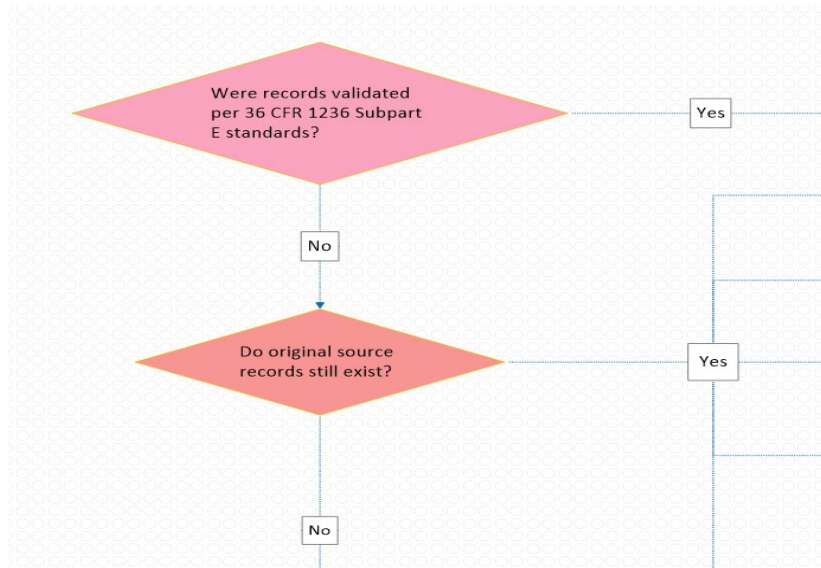 Were records validated
per 36 CFR 1236 Subpart
E standards?
Yes
No
Do original source
records still exist?
Yes
No